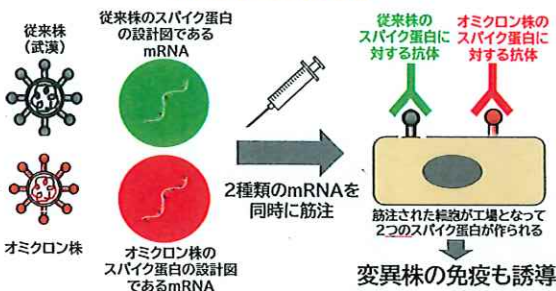 従来株
(武漢)
従来株のスパイク蛋白
の設計図である
mRNA
オミクロン株
オミクロン株の
スパイク蛋白の設計図
であるmRNA
2種類のmRNAを
同時に筋注
従来株の
スパイク蛋白に
対する抗体
オミクロン株の
スパイク蛋白に
対する抗体
筋注された細胞が工場となって
2つのスパイク蛋白が作られる
変異株の免疫も誘導